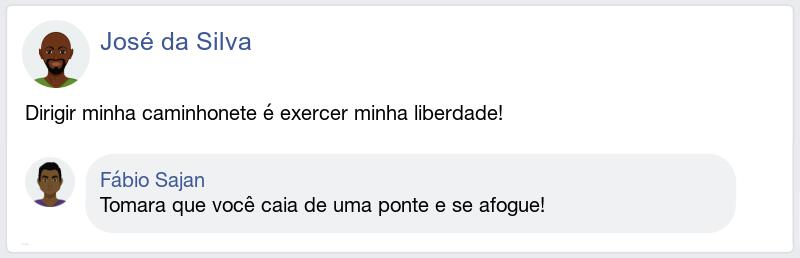 José da Silva
Dirigir minha caminhonete é exercer minha liberdade!
Fábio Sajan
Tomara que você caia de uma ponte e se afogue!